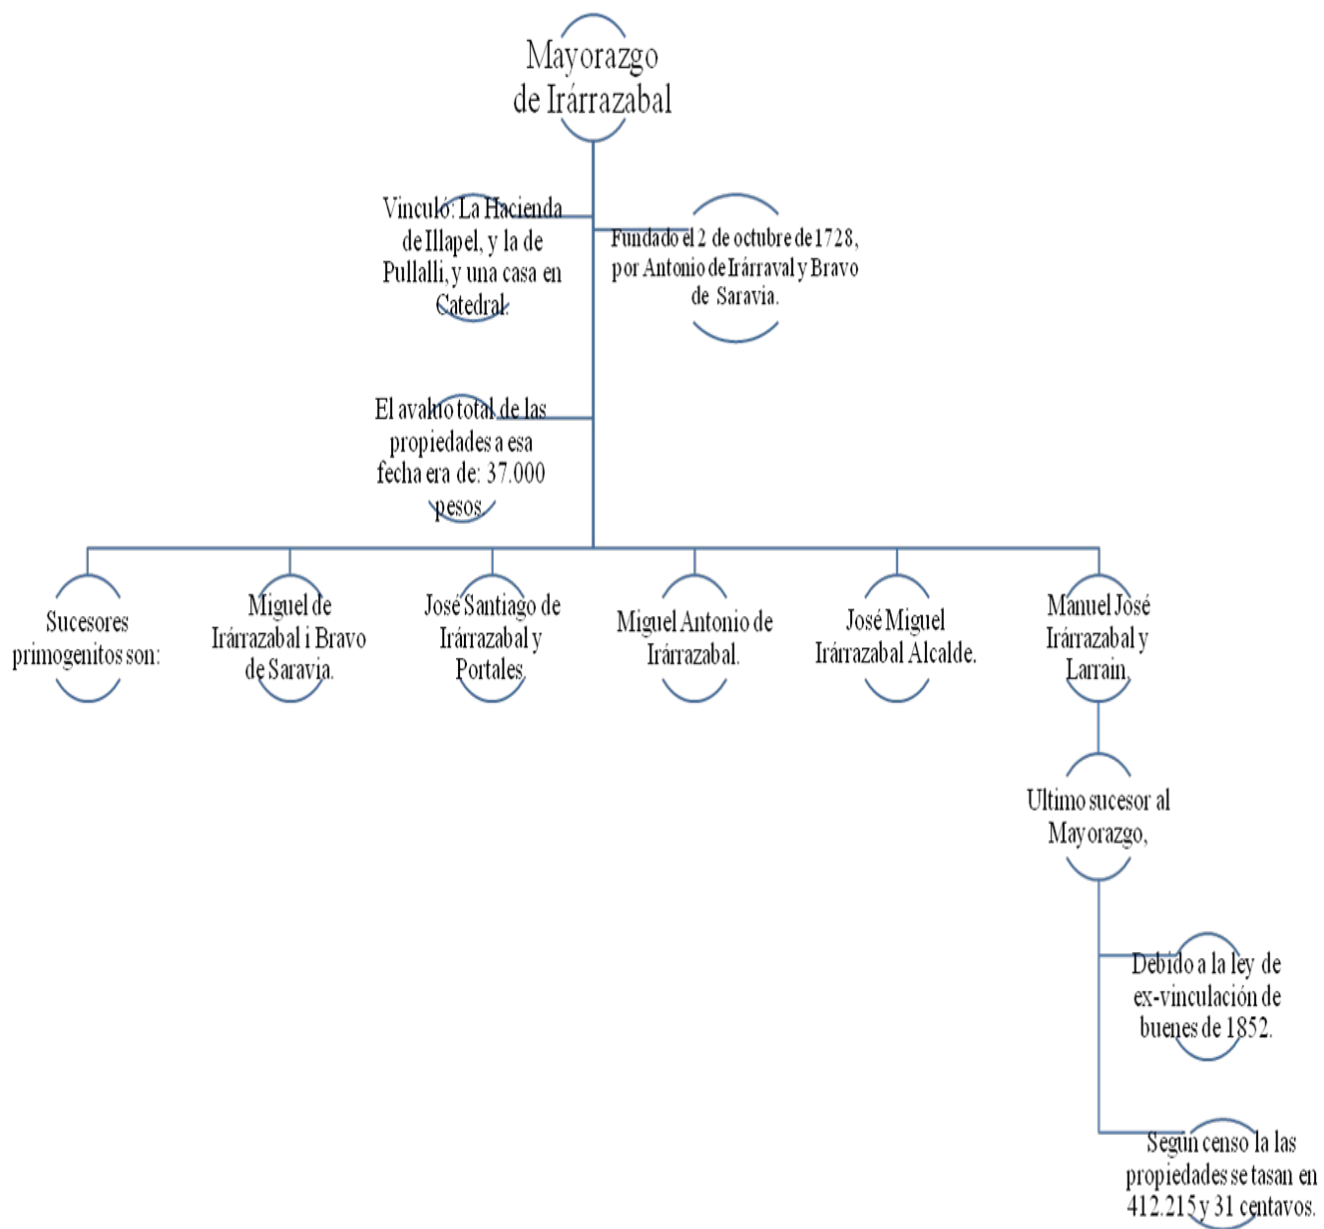 Mayorazgo
de Irárrazabal
Vinculó: La Hacienda
de Illapel, y la de
Pullalli, y una casa en
Catedral.
Fundado el 2 de octubre de 1728,
por Antonio de Irárraval y Bravo
de Saravia.
El avaluo total de las
propiedades a esa
fecha era de: 37.000
pesos.
Sucesores
primogenitos son:
Miguel de
Irárrazabal i Bravo
de Saravia.
José Santiago de
Irárrazabal y
Portales.
Miguel Antonio de
Irárrazabal.
José Miguel
Irárrazabal Alcalde.
Manuel José
Irárrazabal y
Larrain,
Ultimo sucesor al
Mayorazgo,
Debido a la ley de
ex-vinculación de
buenes de 1852.
Según censo la las
propiedades se tasan en
412.215 y 31 centavos.